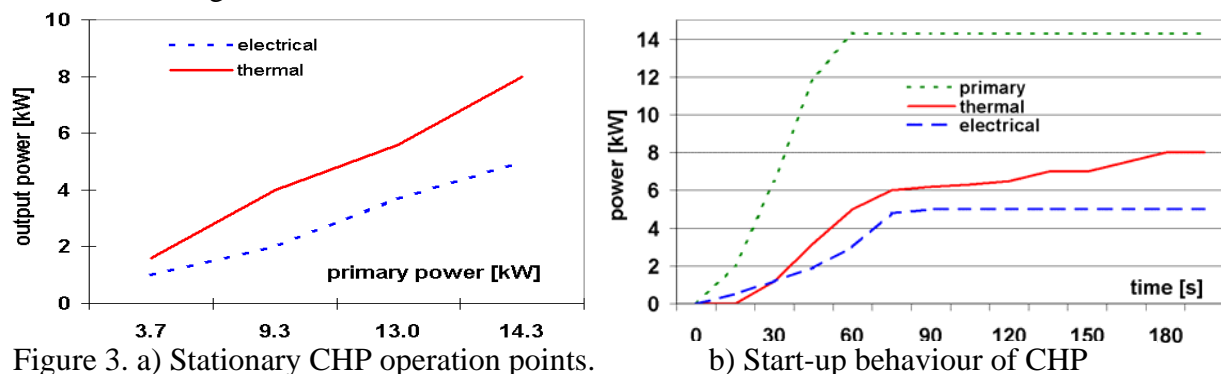 10
8
6
4
2
0
output power [kW]
electrical
thermal
primary power [kW]
3.7 9.3 13.0 14.3
14
12
10
8
6
4
2
0
power [kW]
primary
thermal
electrical
time [s]
0 30 60 90 120 150 180
Figure 3. a) Stationary CHP operation points. b) Start-up behaviour of CHP